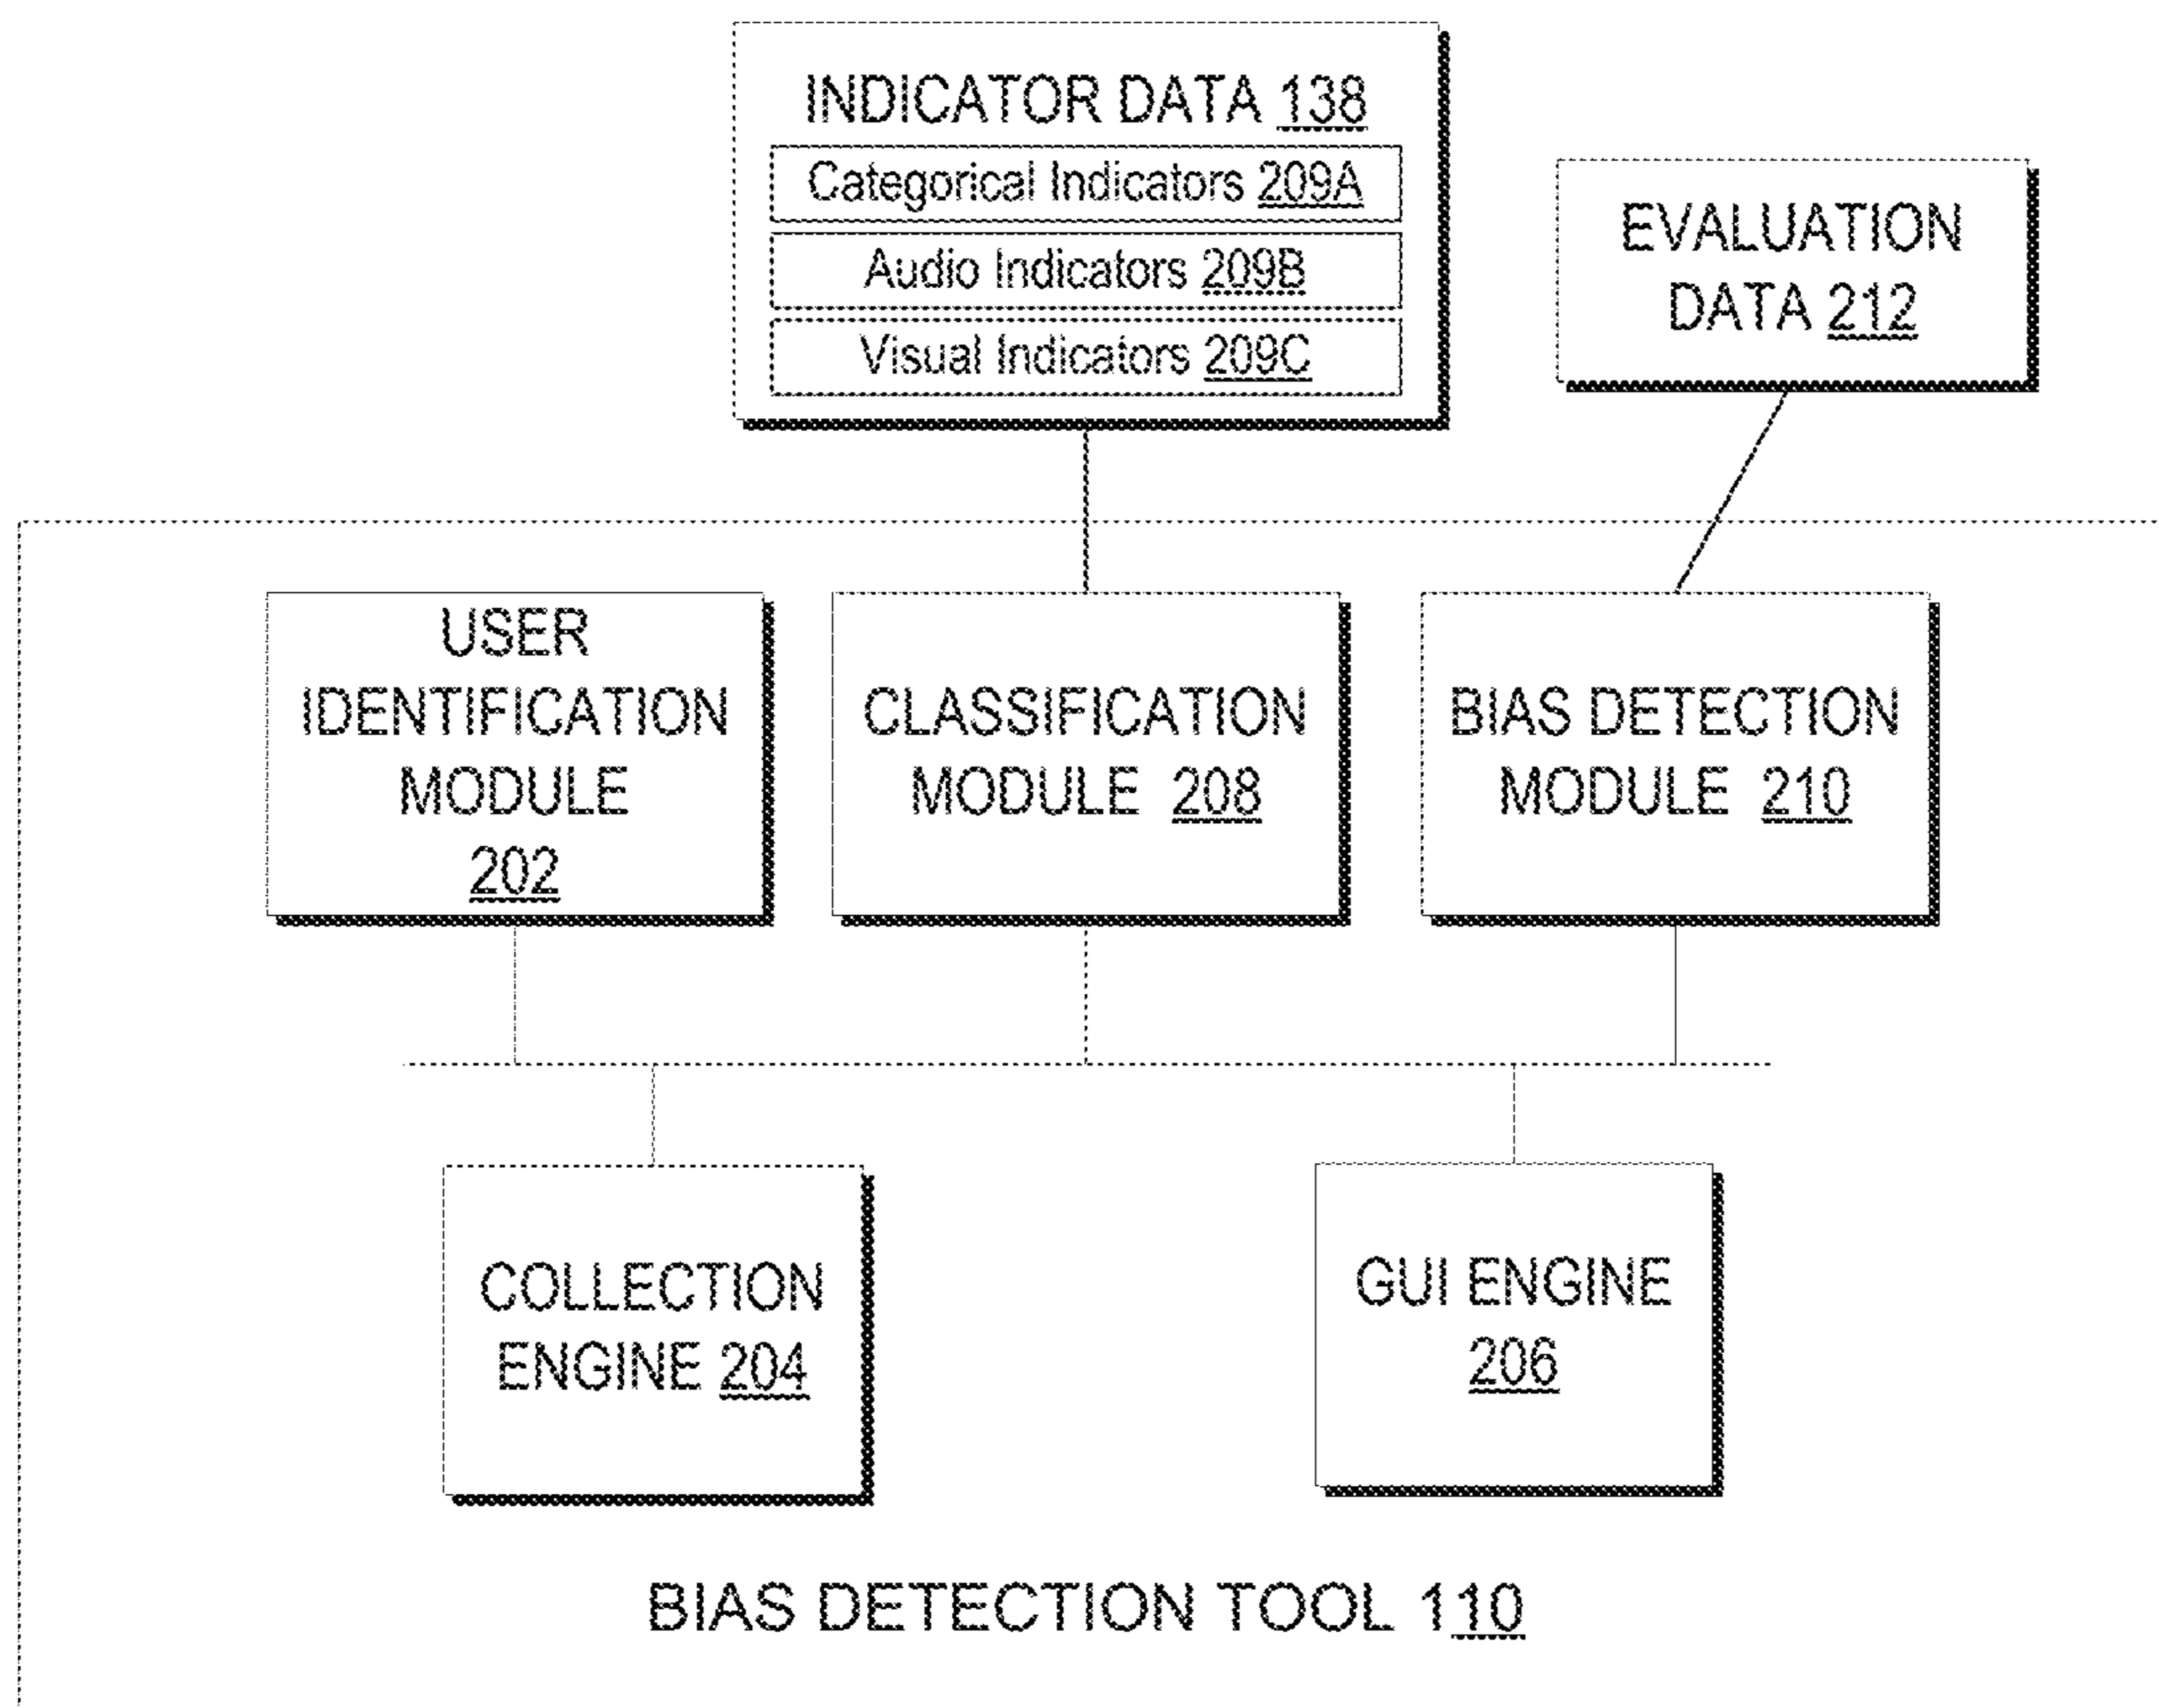 INDICATOR DATA 138
Categorical Indicators 209A
Audio Indicators 209B
Visual Indicators 209C
EVALUATION
DATA 212
USER
IDENTIFICATION
MODULE
202
CLASSIFICATION
MODULE 208
BIAS DETECTION
MODULE 210
COLLECTION
ENGINE 204
GUI ENGINE
206
BIAS DETECTION TOOL 110